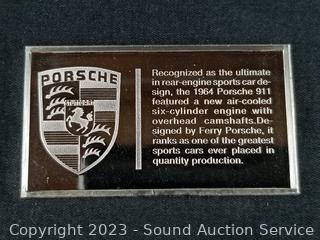 PORSCHE
STUTTGART
Recognized as the ultimate
in rear-engine sports car de-
sign, the 1964 Porsche 911
featured a new air-cooled
six-cylinder engine with
overhead camshafts.De-
signed by Ferry Porsche, it
ranks as one of the greatest
sports cars ever placed in
quantity production.
Copyright 2023 - Sound Auction Service